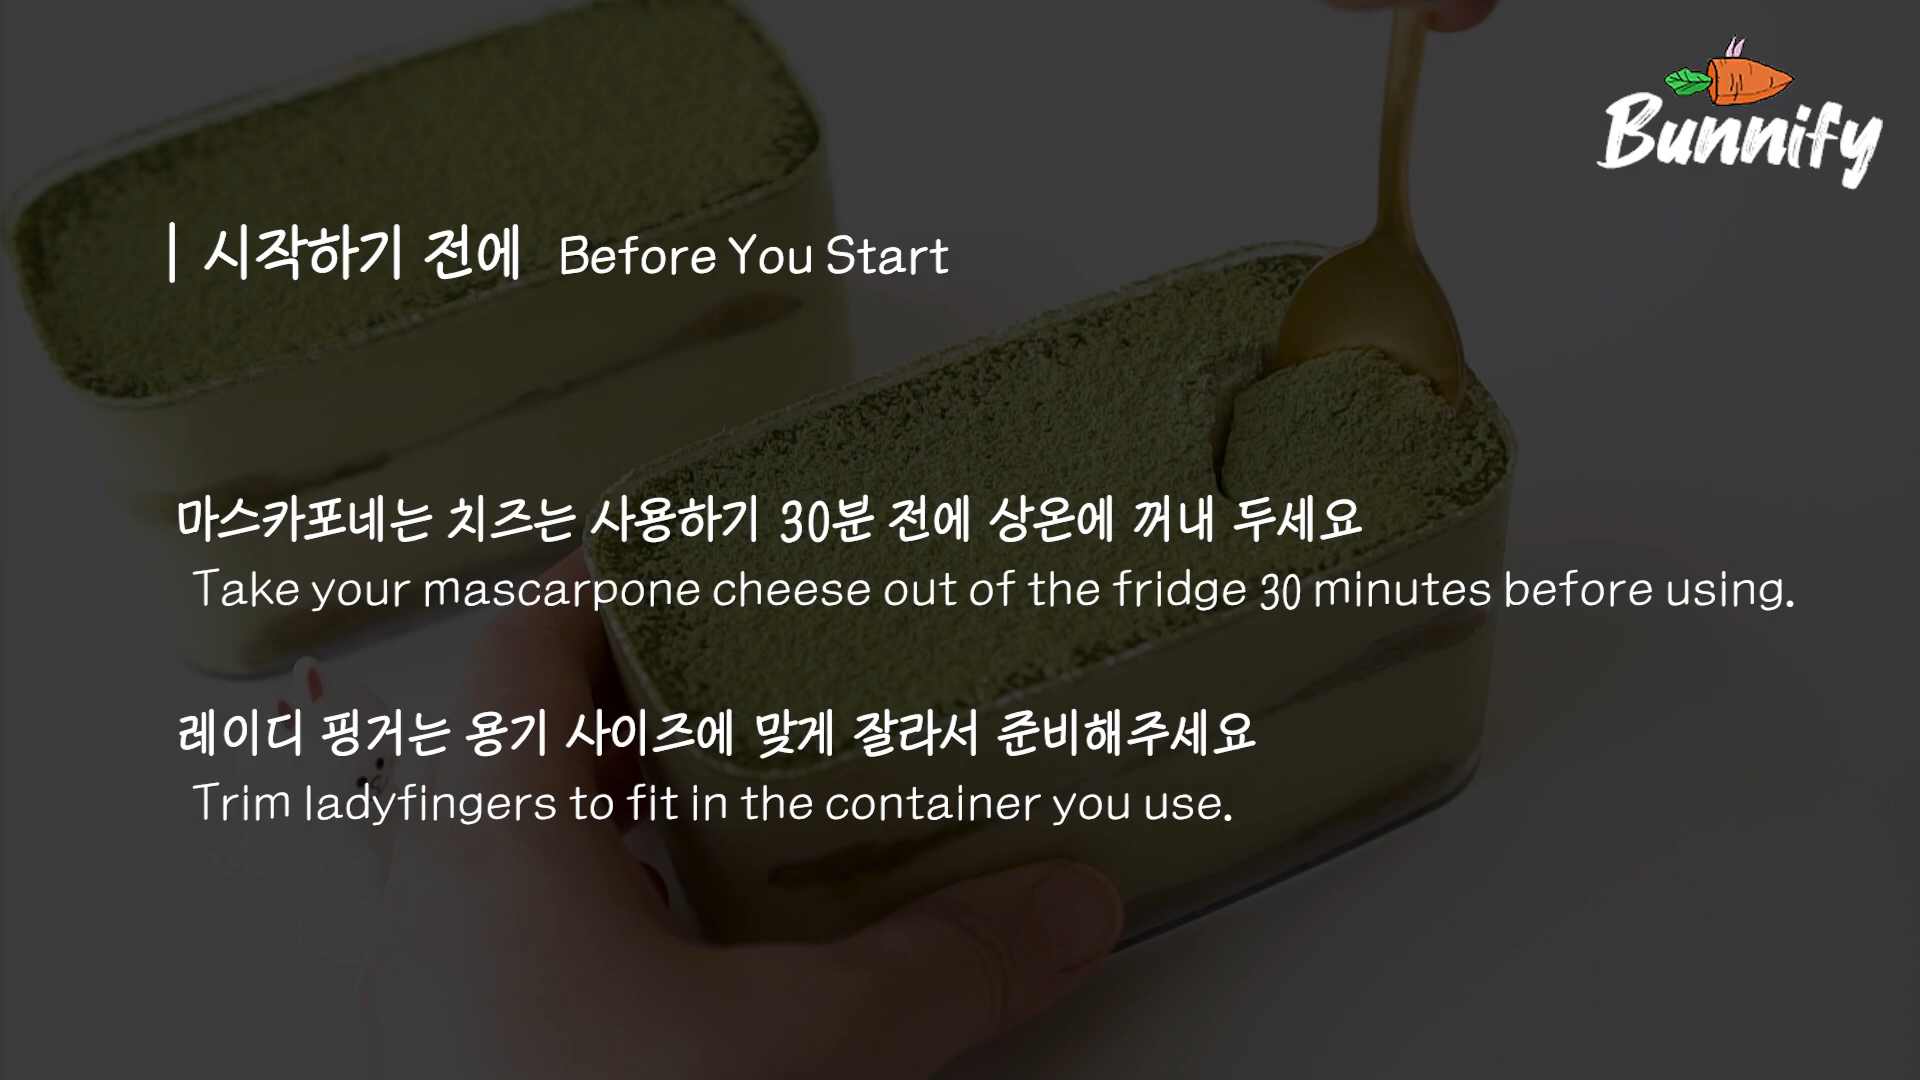 Bunnify
| 시작하기 전에 Before You Start
마스카포네는 치즈는 사용하기 30분 전에 상온에 꺼내 두세요
Take your mascarpone cheese out of the fridge 30 minutes before using.
레이디 핑거는 용기 사이즈에 맞게 잘라서 준비해주세요
Trim ladyfingers to fit in the container you use.